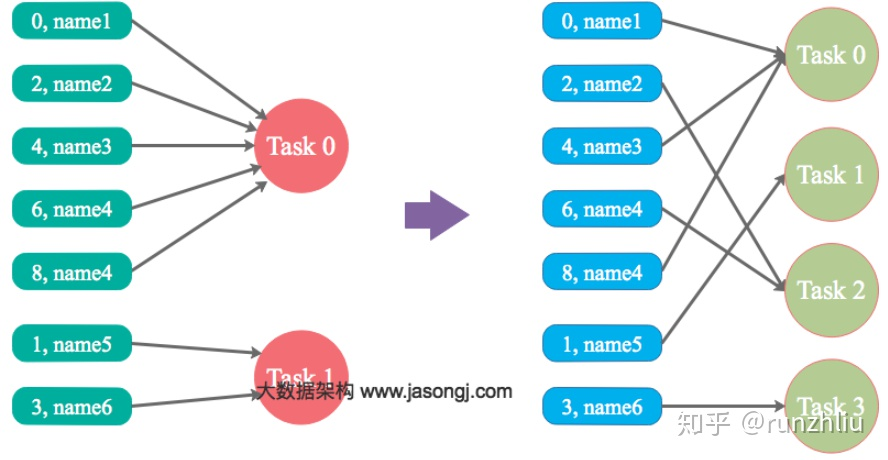 0, name1
2, name2
4, name3
6, name4
8, name4
1, name5
3, name6
Task 0
Task 1
大数据架构 www.jasongj.com
0, name1
2, name2
4, name3
6, name4
8, name4
1, name5
3, name6
Task 0
Task 1
Task 2
Task 3
知乎 @runzhliu